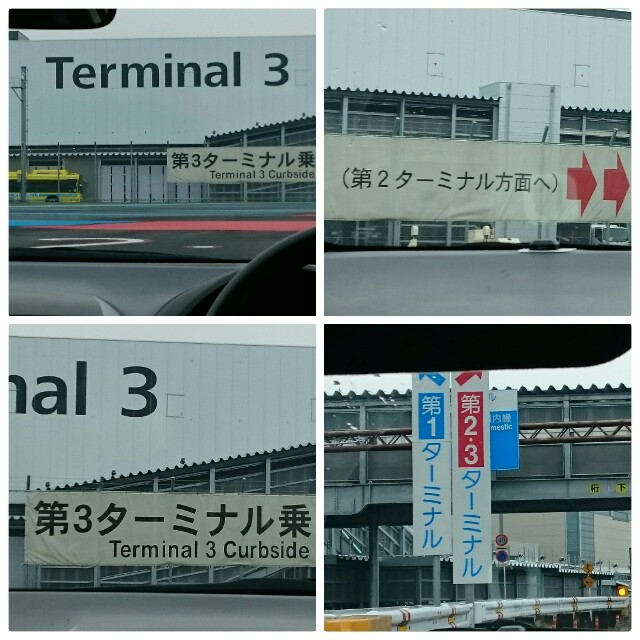 Terminal 3
第3ターミナル乗
Terminal 3 Curbside
(第2ターミナル方面へ)
nal 3
第3ターミナル乗
Terminal 3 Curbside
第1ターミナル
第2・3ターミナル
ル
内線
mestic
桁下